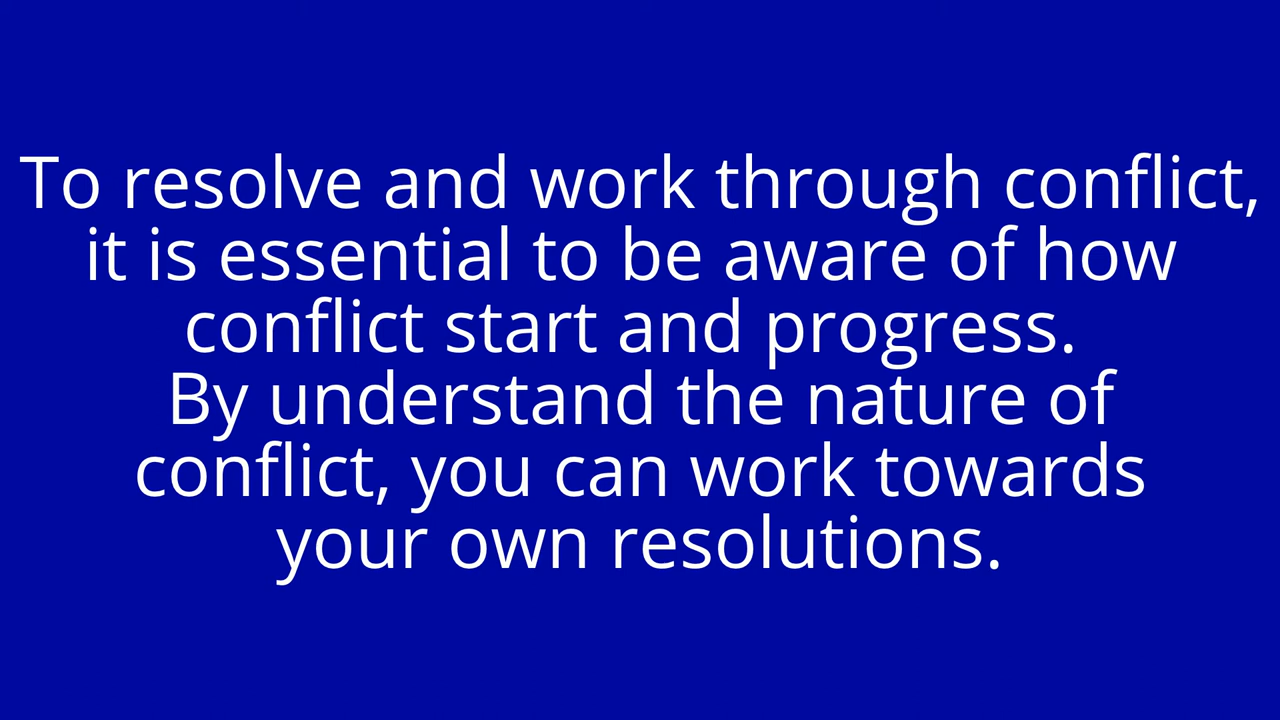 To resolve and work through conflict,
it is essential to be aware of how
conflict start and progress.
By understand the nature of
conflict, you can work towards
your own resolutions.